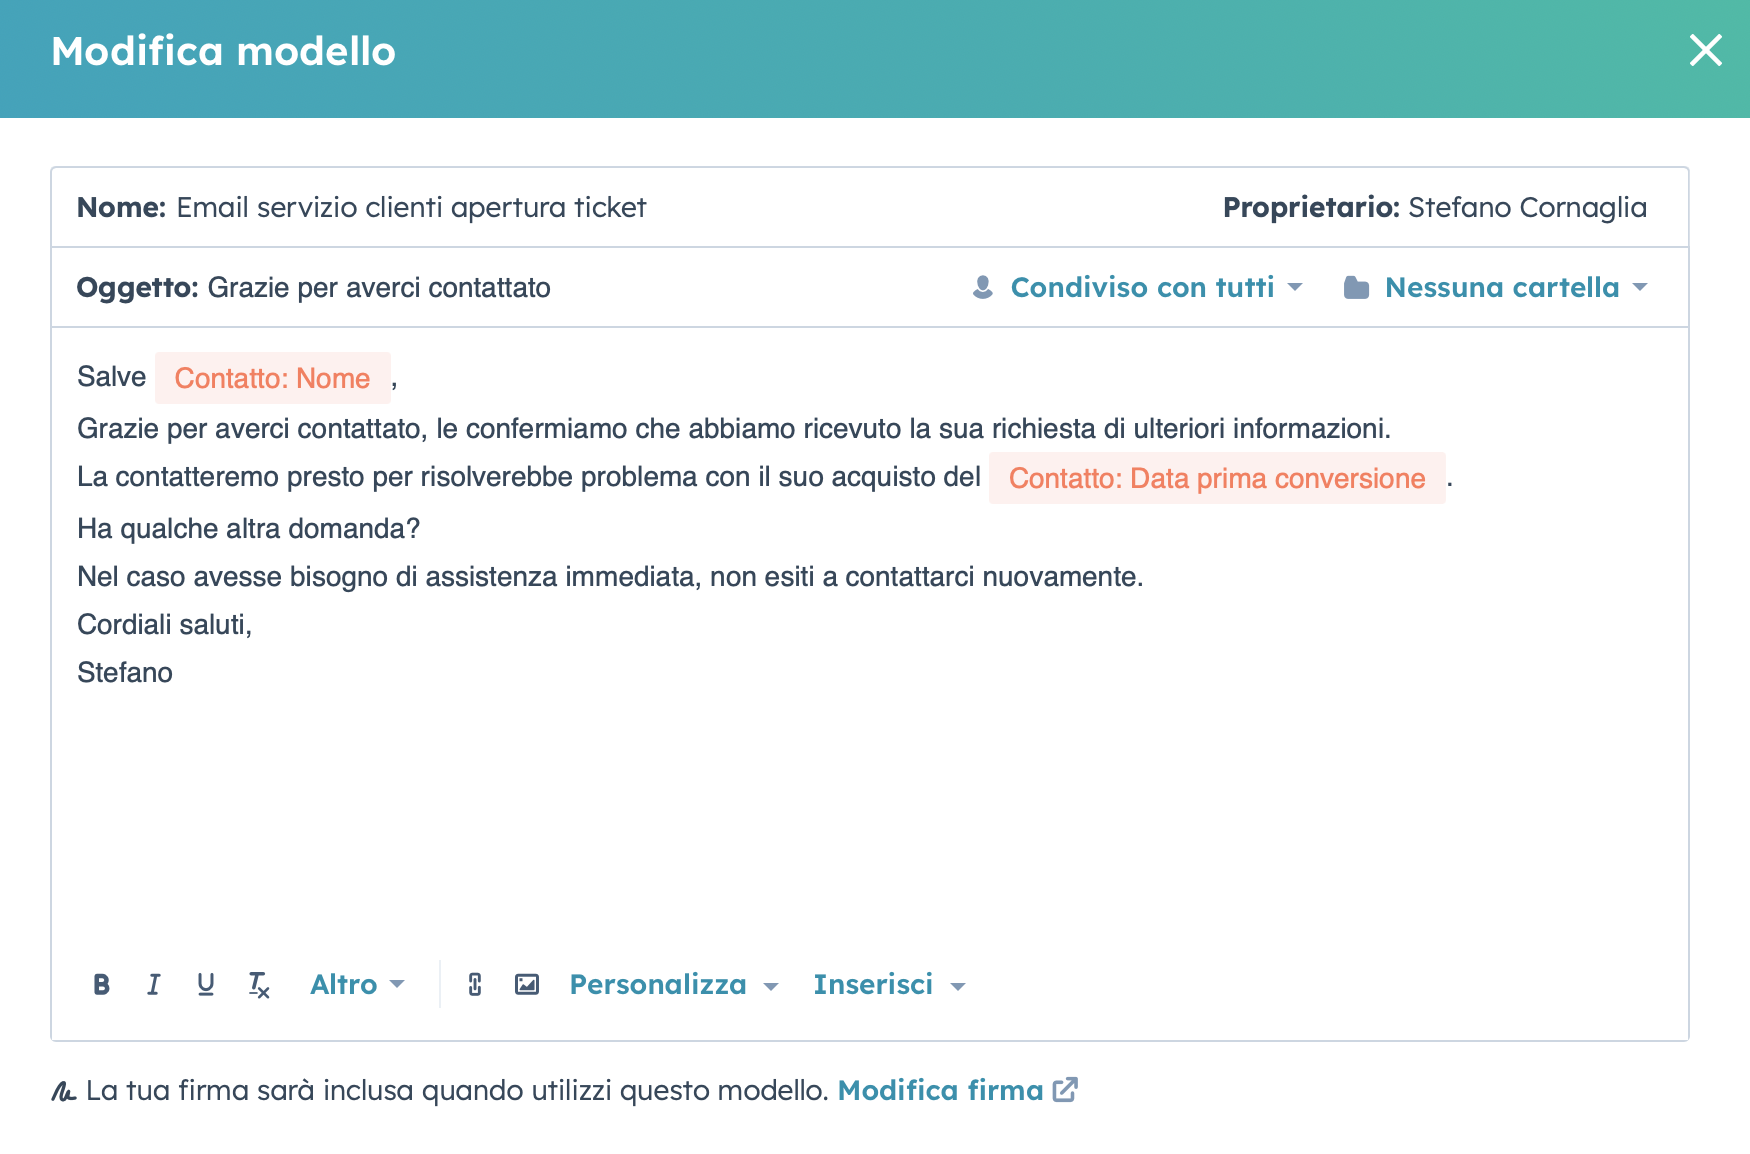 Modifica modello
Nome: Email servizio clienti apertura ticket Proprietario: Stefano Cornaglia
Oggetto: Grazie per averci contattato Condiviso con tutti Nessuna cartella
Salve Contatto: Nome ,
Grazie per averci contattato, le confermiamo che abbiamo ricevuto la sua richiesta di ulteriori informazioni.
La contatteremo presto per risolverebbe problema con il suo acquisto del Contatto: Data prima conversione .
Ha qualche altra domanda?
Nel caso avesse bisogno di assistenza immediata, non esiti a contattarci nuovamente.
Cordiali saluti,
Stefano
B I U Tx Altro Personalizza Inserisci
La tua firma sarà inclusa quando utilizzi questo modello. Modifica firma